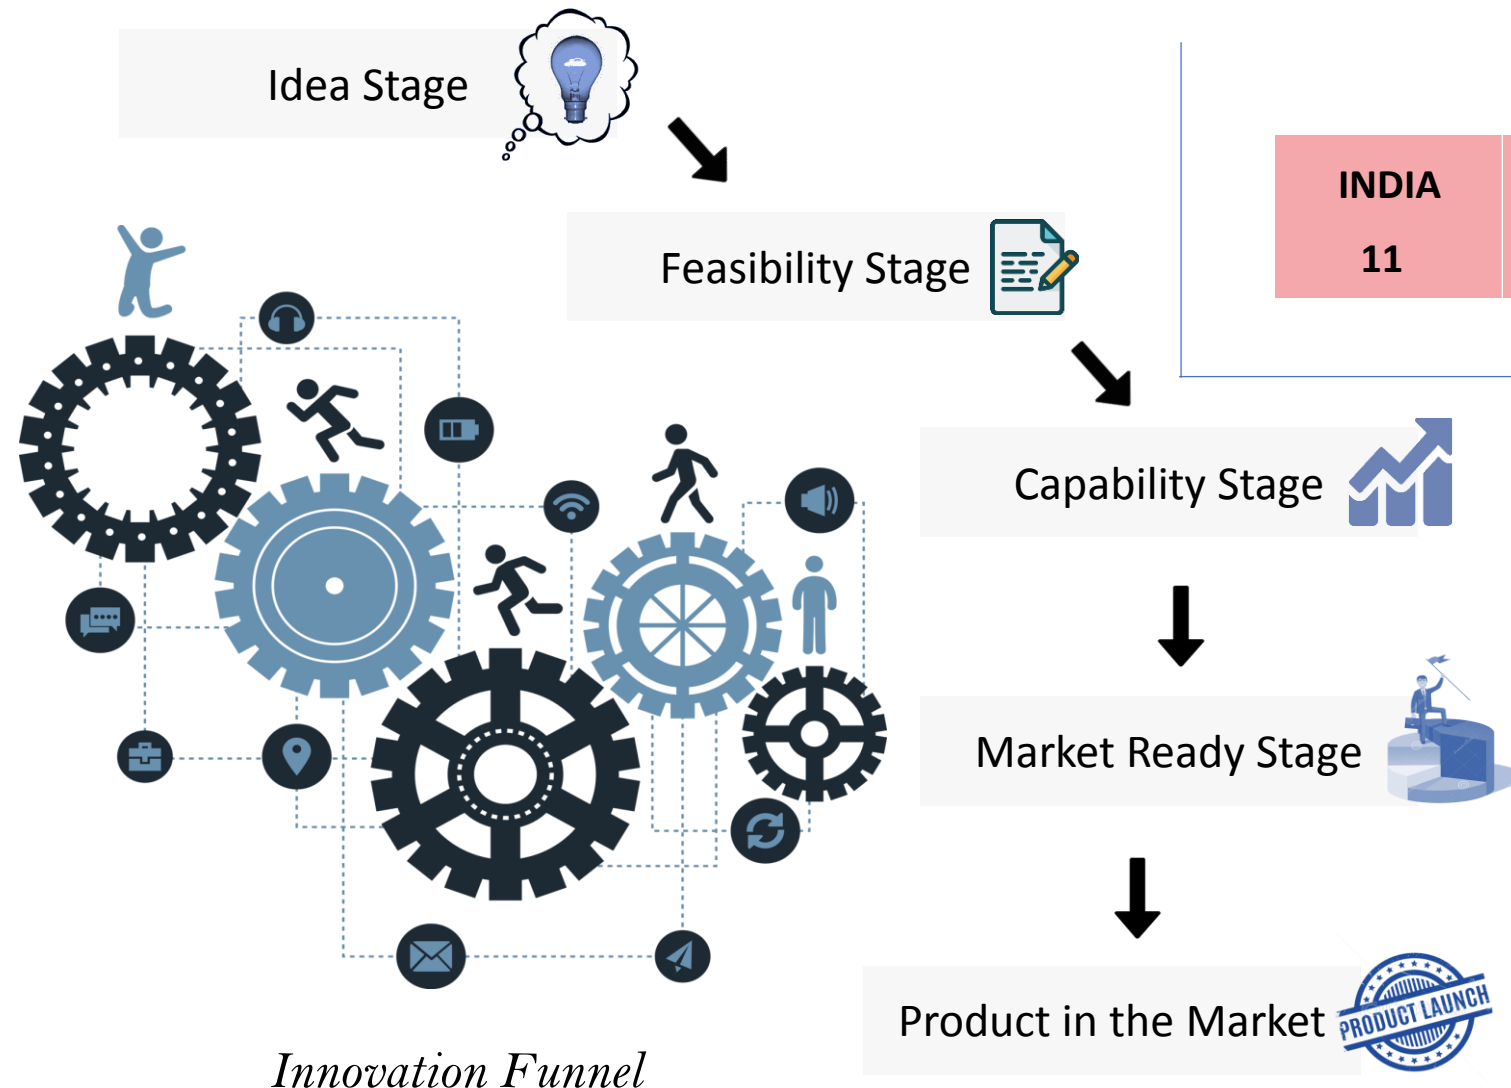 Idea Stage
INDIA
11
Feasibility Stage
Capability Stage
Market Ready Stage
Product in the Market
PRODUCT LAUNCH
Innovation Funnel